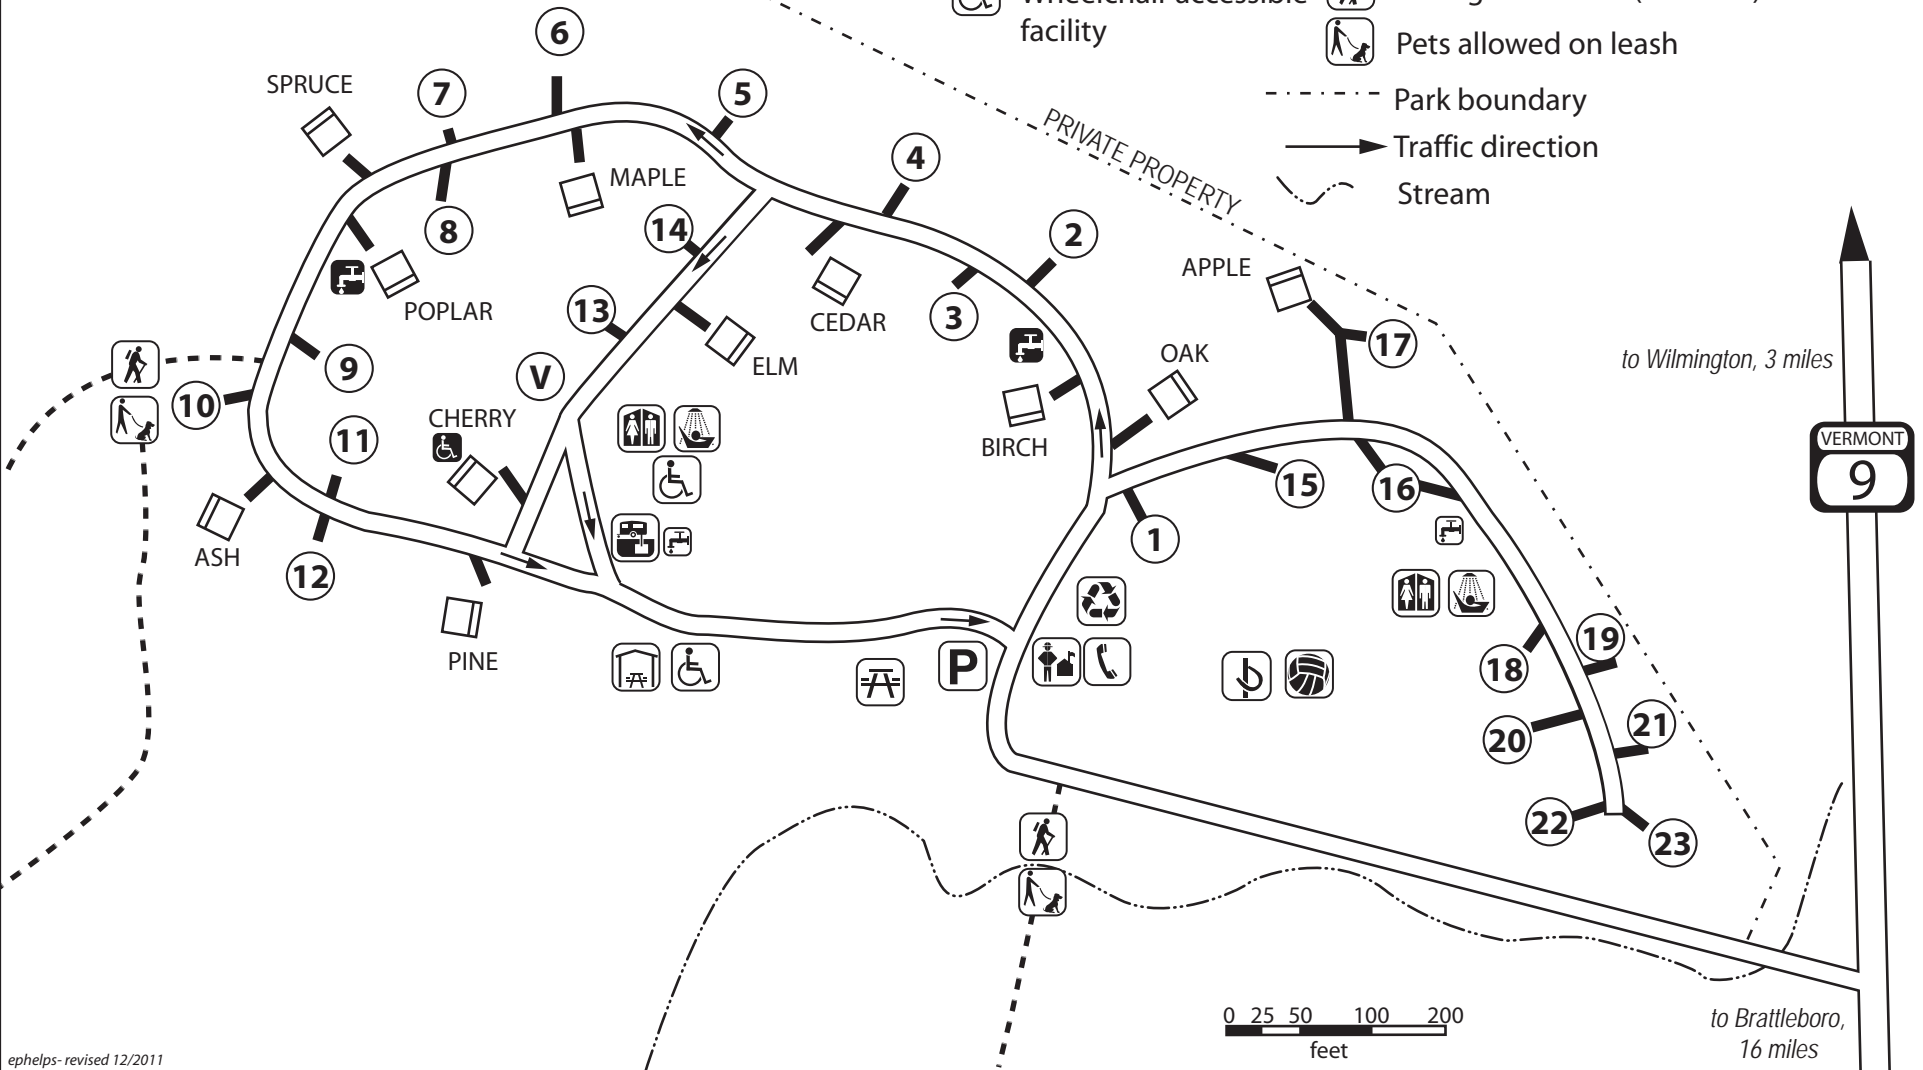 facility
Pets allowed on leash
Park boundary
Traffic direction
Stream
PRIVATE PROPERTY
6
SPRUCE
7
5
MAPLE
4
8
14
2
APPLE
POPLAR
13
CEDAR
3
17
to Wilmington, 3 miles
9
V
ELM
OAK
10
CHERRY
11
BIRCH
VERMONT
9
15
16
1
ASH
12
PINE
P
19
18
20
21
22
23
0 25 50 100 200
feet
to Brattleboro,
16 miles
ephelps- revised 12/2011